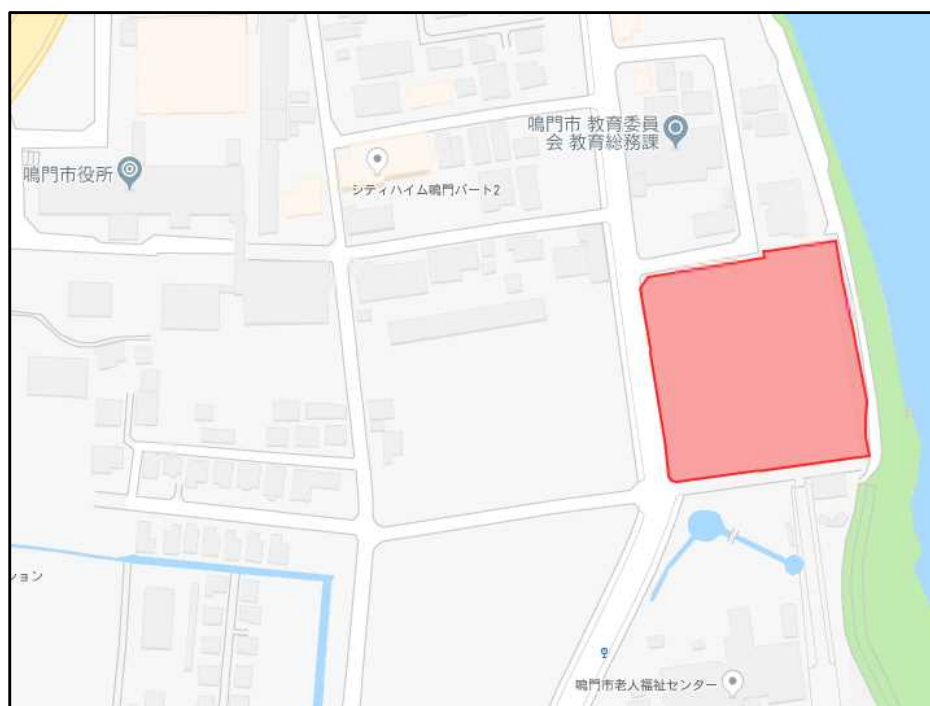 鳴門市 教育委員
会 教育総務課
鳴門市役所
シティハイム鳴門パート2
ション
鳴門市老人福祉センター